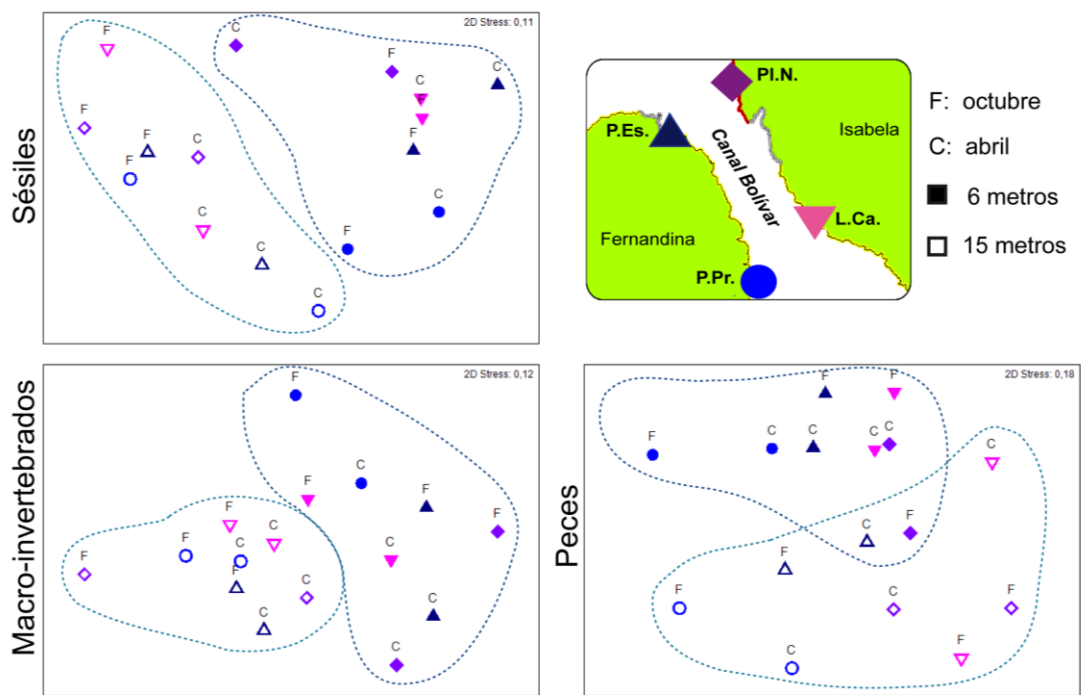 Sésiles
2D Stress: 0,11
C
F
F
C
C
F
F
F
C
F
F
C
C
F
C
C
Pl.N.
P.Es.
Isabela
Canal Bolívar
L.Ca.
Fernandina
P.Pr.
F: octubre
C: abril
6 metros
15 metros
Macro-invertebrados
2D Stress: 0,12
F
C
F
F
F
F
C
F
C
C
F
F
C
C
C
C
Peces
2D Stress: 0,18
F
F
F
C
C
C
C
C
F
C
F
F
C
F
F
C